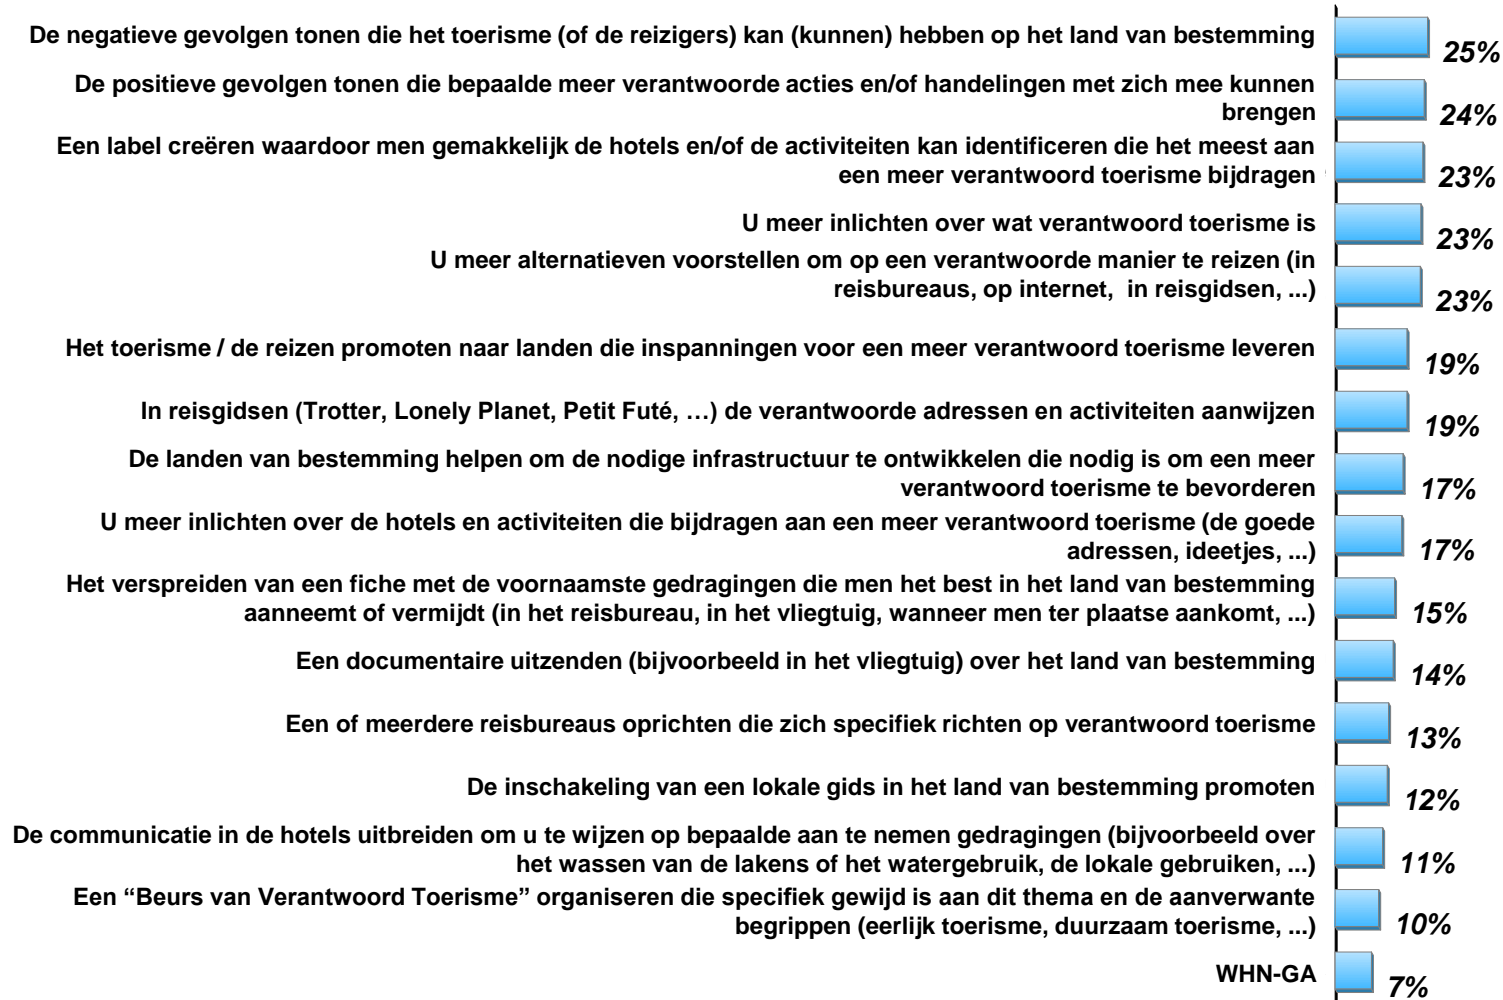 De negatieve gevolgen tonen die het toerisme (of de reizigers) kan (kunnen) hebben op het land van bestemming
25%
De positieve gevolgen tonen die bepaalde meer verantwoorde acties en/of handelingen met zich mee kunnen
brengen
24%
Een label creëren waardoor men gemakkelijk de hotels en/of de activiteiten kan identificeren die het meest aan
een meer verantwoord toerisme bijdragen
23%
U meer inlichten over wat verantwoord toerisme is
23%
U meer alternatieven voorstellen om op een verantwoorde manier te reizen (in
reisbureaus, op internet, in reisgidsen, ...)
23%
Het toerisme / de reizen promoten naar landen die inspanningen voor een meer verantwoord toerisme leveren
19%
In reisgidsen (Trotter, Lonely Planet, Petit Futé, …) de verantwoorde adressen en activiteiten aanwijzen
19%
De landen van bestemming helpen om de nodige infrastructuur te ontwikkelen die nodig is om een meer
verantwoord toerisme te bevorderen
17%
U meer inlichten over de hotels en activiteiten die bijdragen aan een meer verantwoord toerisme (de goede
adressen, ideetjes, ...)
17%
Het verspreiden van een fiche met de voornaamste gedragingen die men het best in het land van bestemming
aanneemt of vermijdt (in het reisbureau, in het vliegtuig, wanneer men ter plaatse aankomt, ...)
15%
Een documentaire uitzenden (bijvoorbeeld in het vliegtuig) over het land van bestemming
14%
Een of meerdere reisbureaus oprichten die zich specifiek richten op verantwoord toerisme
13%
De inschakeling van een lokale gids in het land van bestemming promoten
12%
De communicatie in de hotels uitbreiden om u te wijzen op bepaalde aan te nemen gedragingen (bijvoorbeeld over
het wassen van de lakens of het watergebruik, de lokale gebruiken, ...)
11%
Een “Beurs van Verantwoord Toerisme” organiseren die specifiek gewijd is aan dit thema en de aanverwante
begrippen (eerlijk toerisme, duurzaam toerisme, ...)
10%
WHN-GA
7%